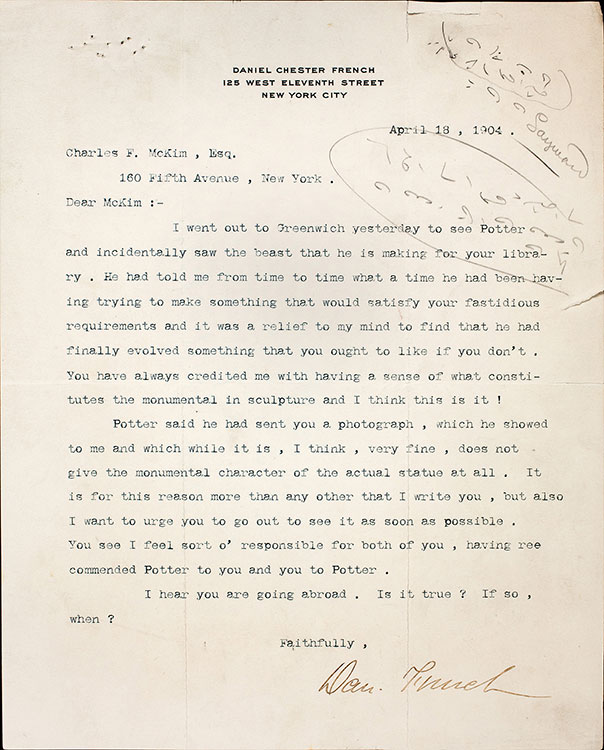 DANIEL CHESTER FRENCH
125 WEST ELEVENTH STREET
NEW YORK CITY
April 18 , 1904 .
Charles F. McKim , Esq.
160 Fifth Avenue , New York .
Dear McKim :-
I went out to Greenwich yesterday to see Potter
and incidentally saw the beast that he is making for your libra-
ry . He had told me from time to time what a time he had been hav-
ing trying to make something that would satisfy your fastidious
requirements and it was a relief to my mind to find that he had
finally evolved something that you ought to like if you don't .
You have always credited me with having a sense of what consti-
tutes the monumental in sculpture and I think this is it !
Potter said he had sent you a photograph , which he showed
to me and which while it is , I think , very fine , does not
give the monumental character of the actual statue at all . It
is for this reason more than any other that I write you , but also
I want to urge you to go out to see it as soon as possible .
You see I feel sort o' responsible for both of you , having ree
commended Potter to you and you to Potter .
I hear you are going abroad . Is it true ? If so ,
when ?
Faithfully ,
Dan. French